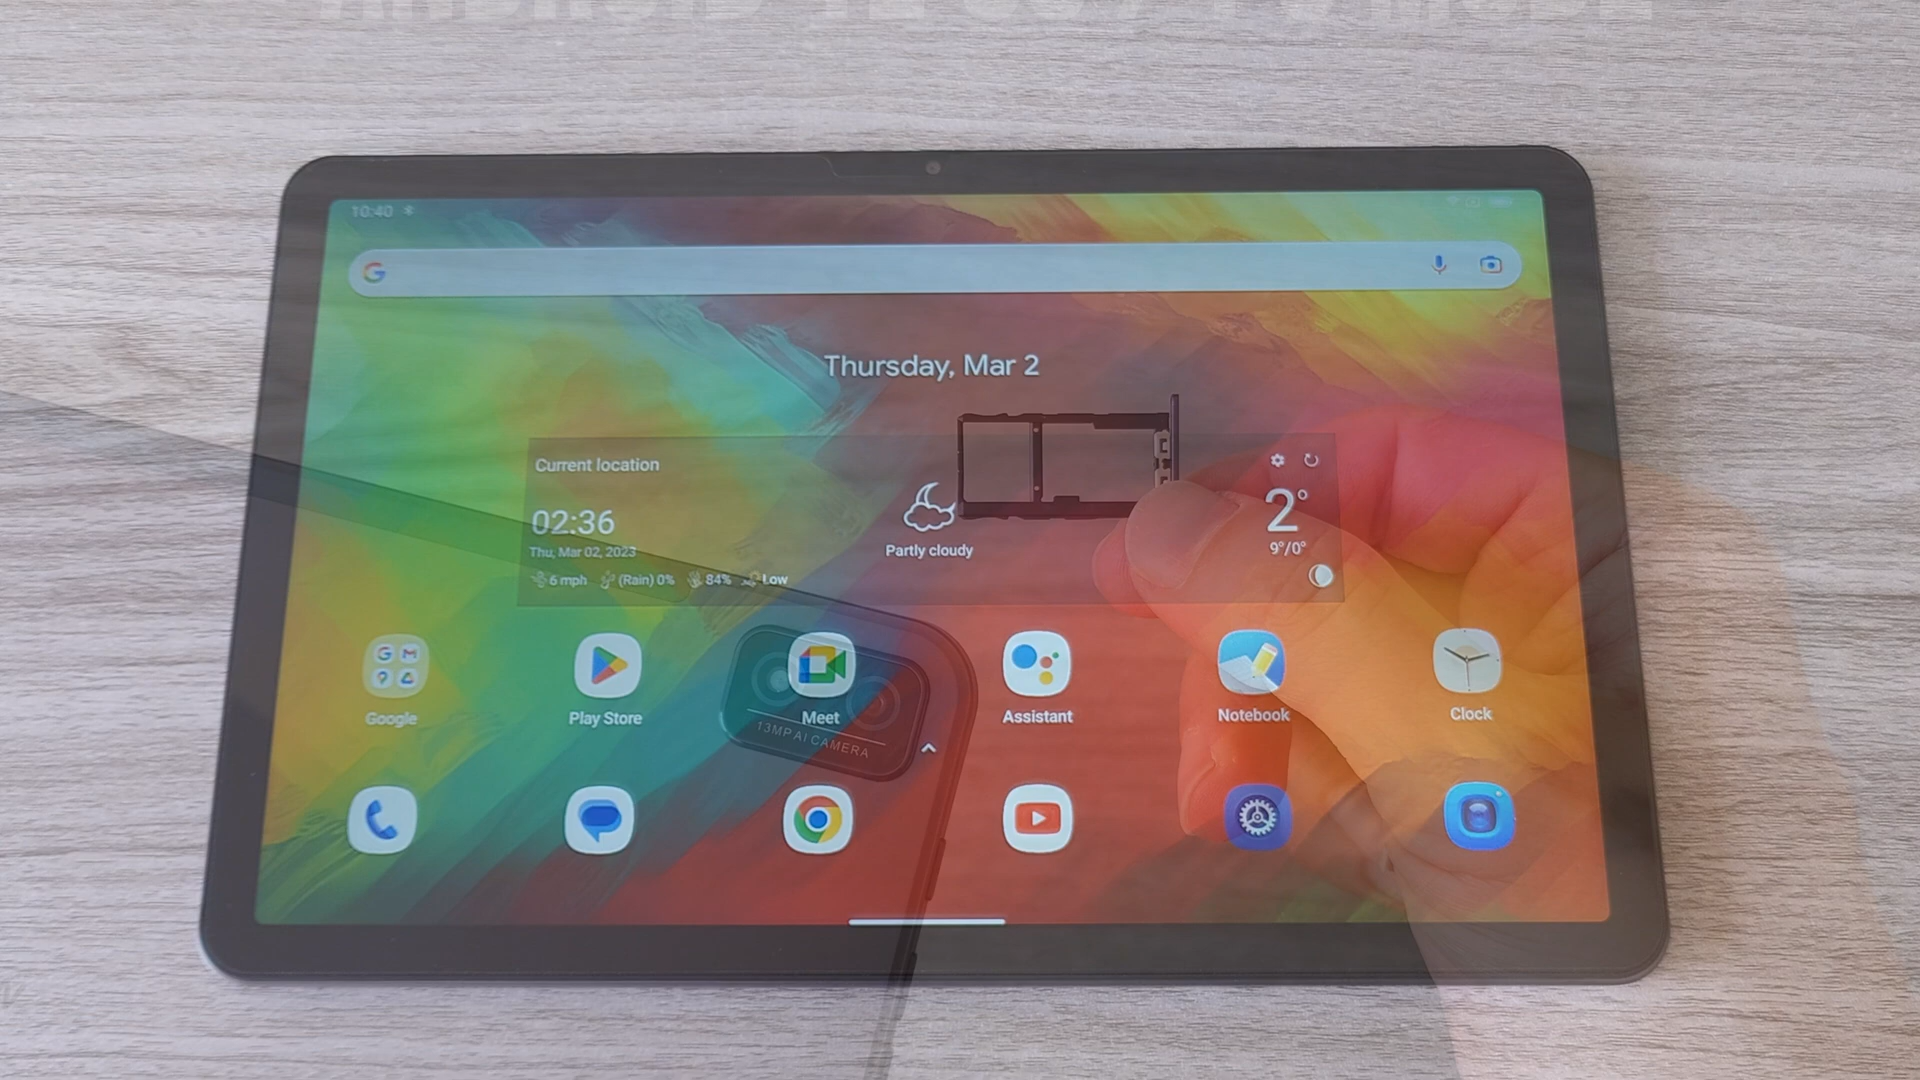 10:40
Thursday, Mar 2
Current location
02:36
Thu, Mar 02, 2023
6 mph (Rain) 0% 84% Low
Partly cloudy
2°
9°/0°
Google
Play Store
Meet
Assistant
Notebook
Clock
13MP AI CAMERA